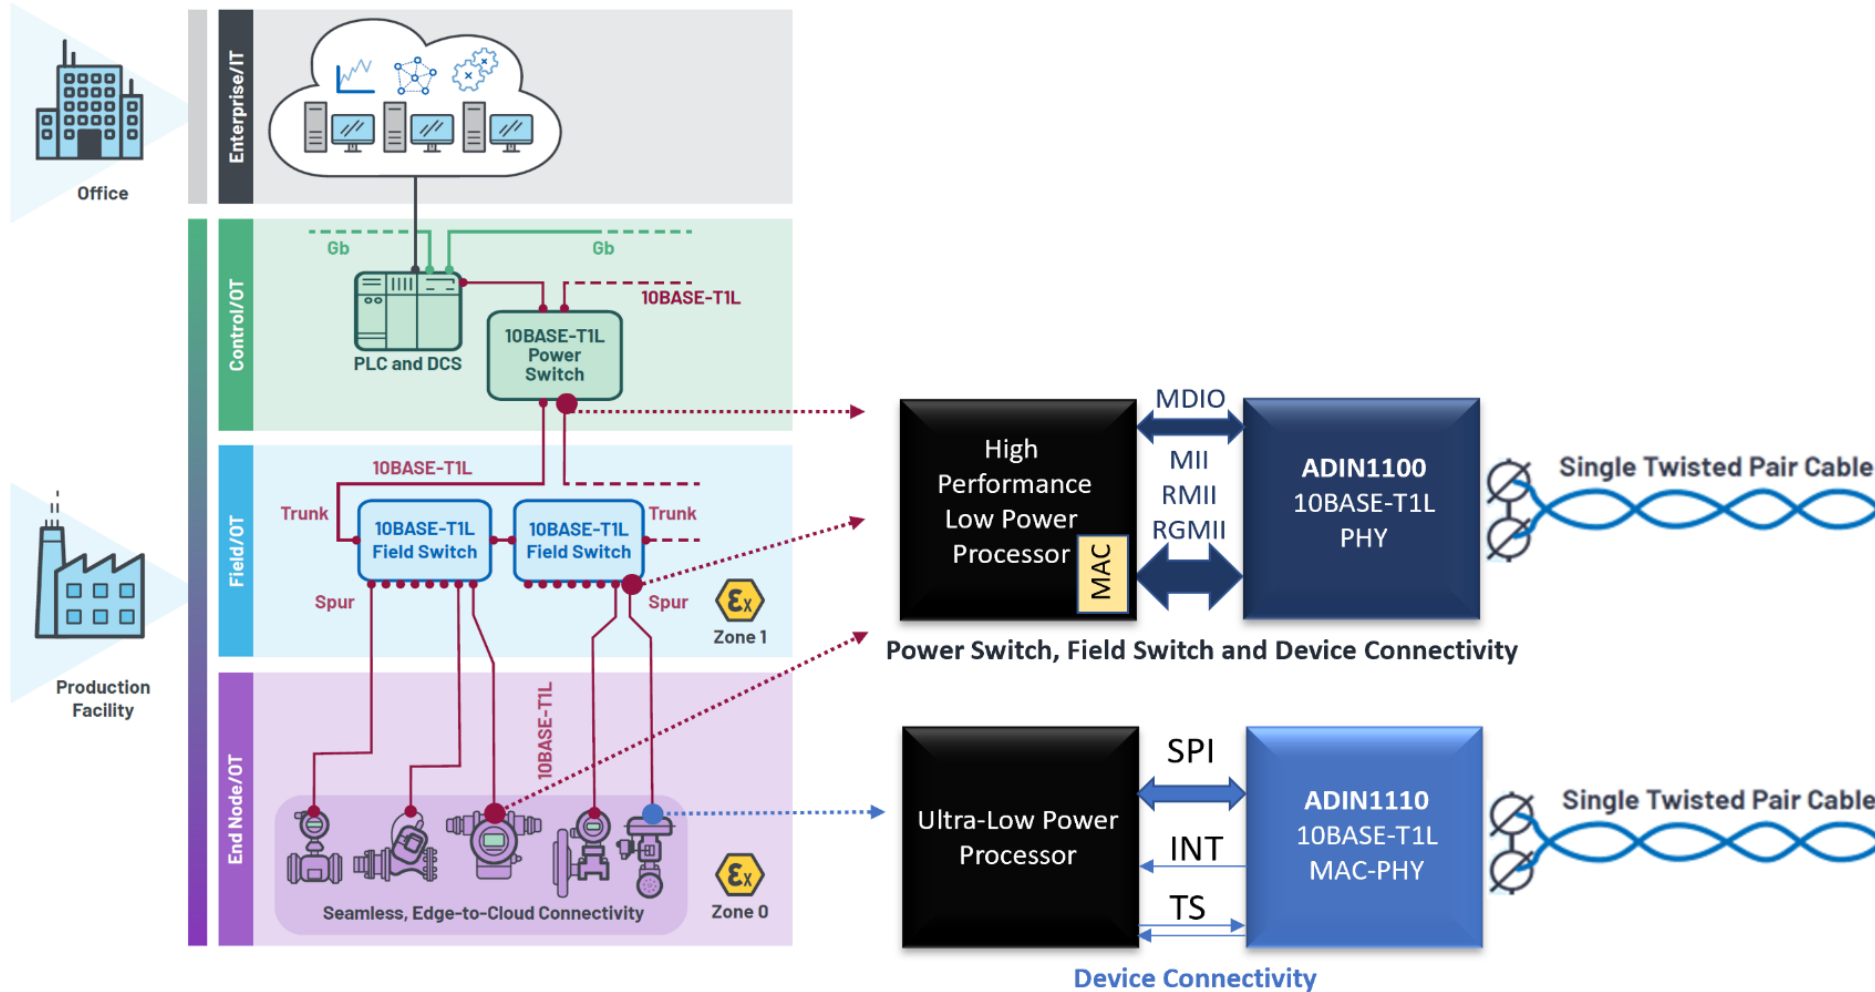 Office
Production
Facility
Enterprise/IT
Control/OT
Gb
Gb
10BASE-T1L
10BASE-T1L
Power
Switch
PLC and DCS
Field/OT
10BASE-T1L
Trunk
10BASE-T1L
Field Switch
10BASE-T1L
Field Switch
Trunk
Spur
Spur
εx
Zone 1
End Node/OT
10BASE-T1L
Seamless, Edge-to-Cloud Connectivity
εx
Zone 0
High
Performance
Low Power
Processor
MAC
MDIO
MII
RMII
RGMII
ADIN1100
10BASE-T1L
PHY
Single Twisted Pair Cable
Power Switch, Field Switch and Device Connectivity
Ultra-Low Power
Processor
SPI
INT
TS
ADIN1110
10BASE-T1L
MAC-PHY
Single Twisted Pair Cable
Device Connectivity